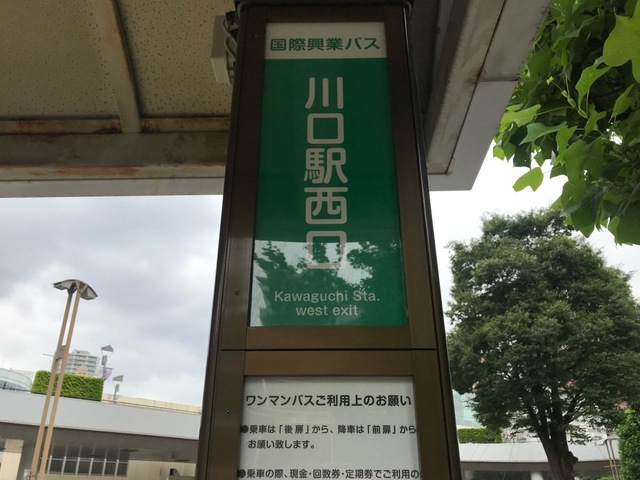 国際興業バス
川口駅西口
Kawaguchi Sta.
west exit
ワンマンバスご利用上のお願い
●乗車は「後扉」から、降車は「前扉」から
お願い致します。
●乗車の際、現金・回数券・定期券でご利用の